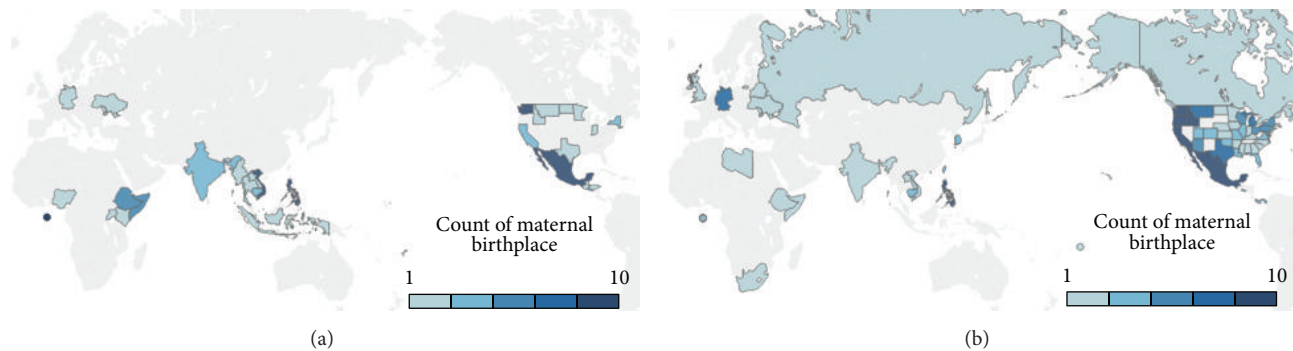 Count of maternal
birthplace
1 10
(a)
Count of maternal
birthplace
1 10
(b)